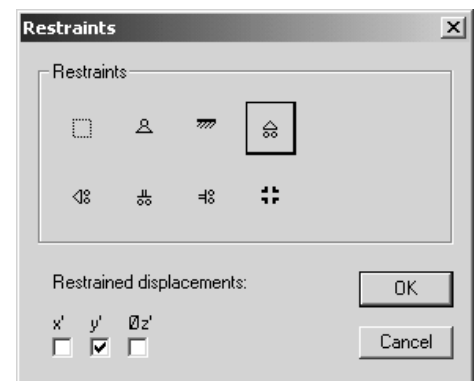 Restraints
Restraints
Restrained displacements:
x' y' Øz'
OK
Cancel